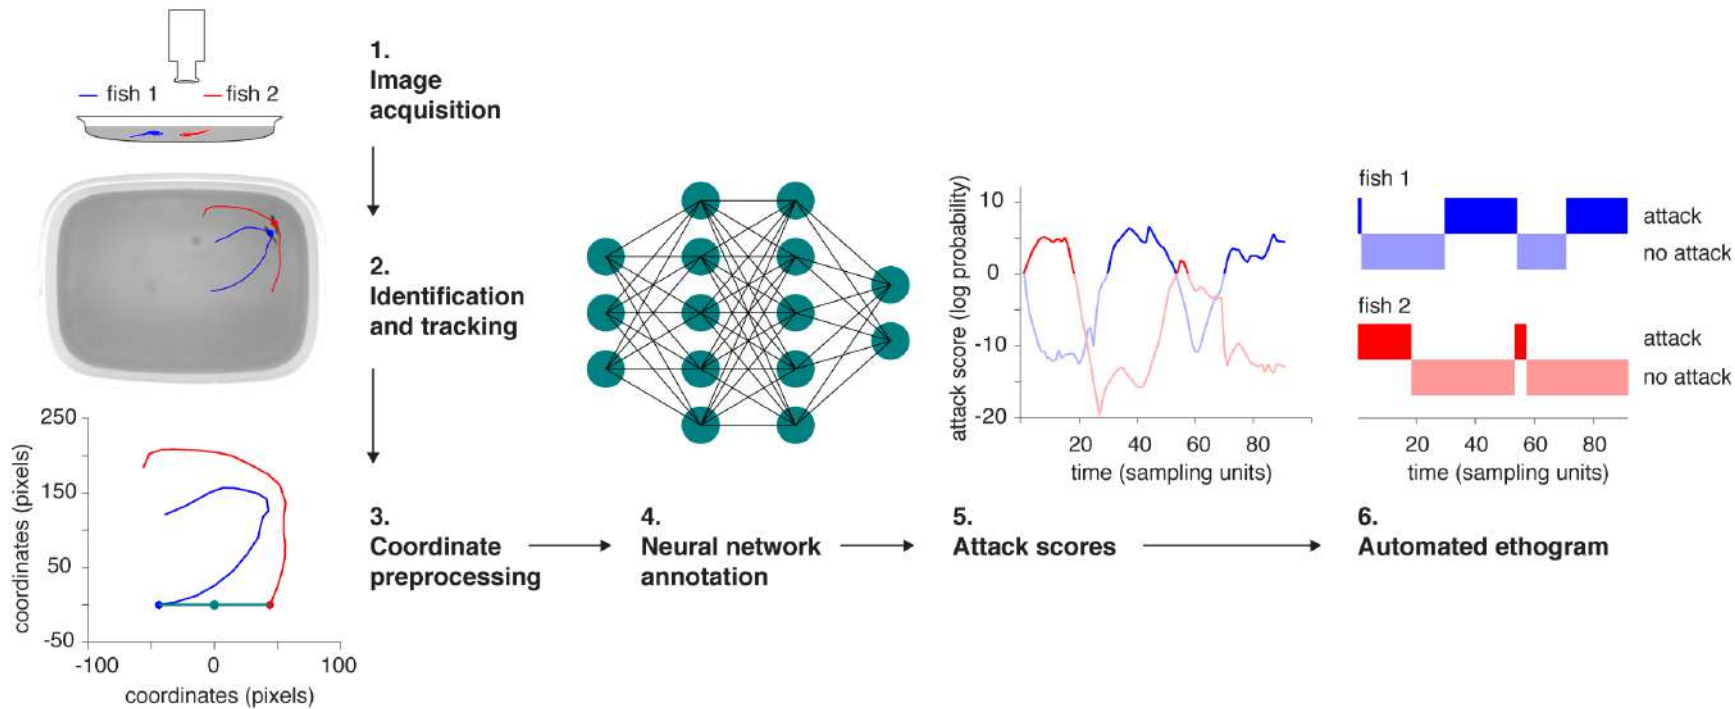 fish 1
fish 2
1.
Image
acquisition
2.
Identification
and tracking
250
150
50
-50
-100
0
100
coordinates (pixels)
coordinates (pixels)
3.
Coordinate
preprocessing
4.
Neural network
annotation
attack score (log probability)
10
0
-10
-20
20
40
60
80
time (sampling units)
5.
Attack scores
fish 1
attack
no attack
fish 2
attack
no attack
20
40
60
80
time (sampling units)
6.
Automated ethogram